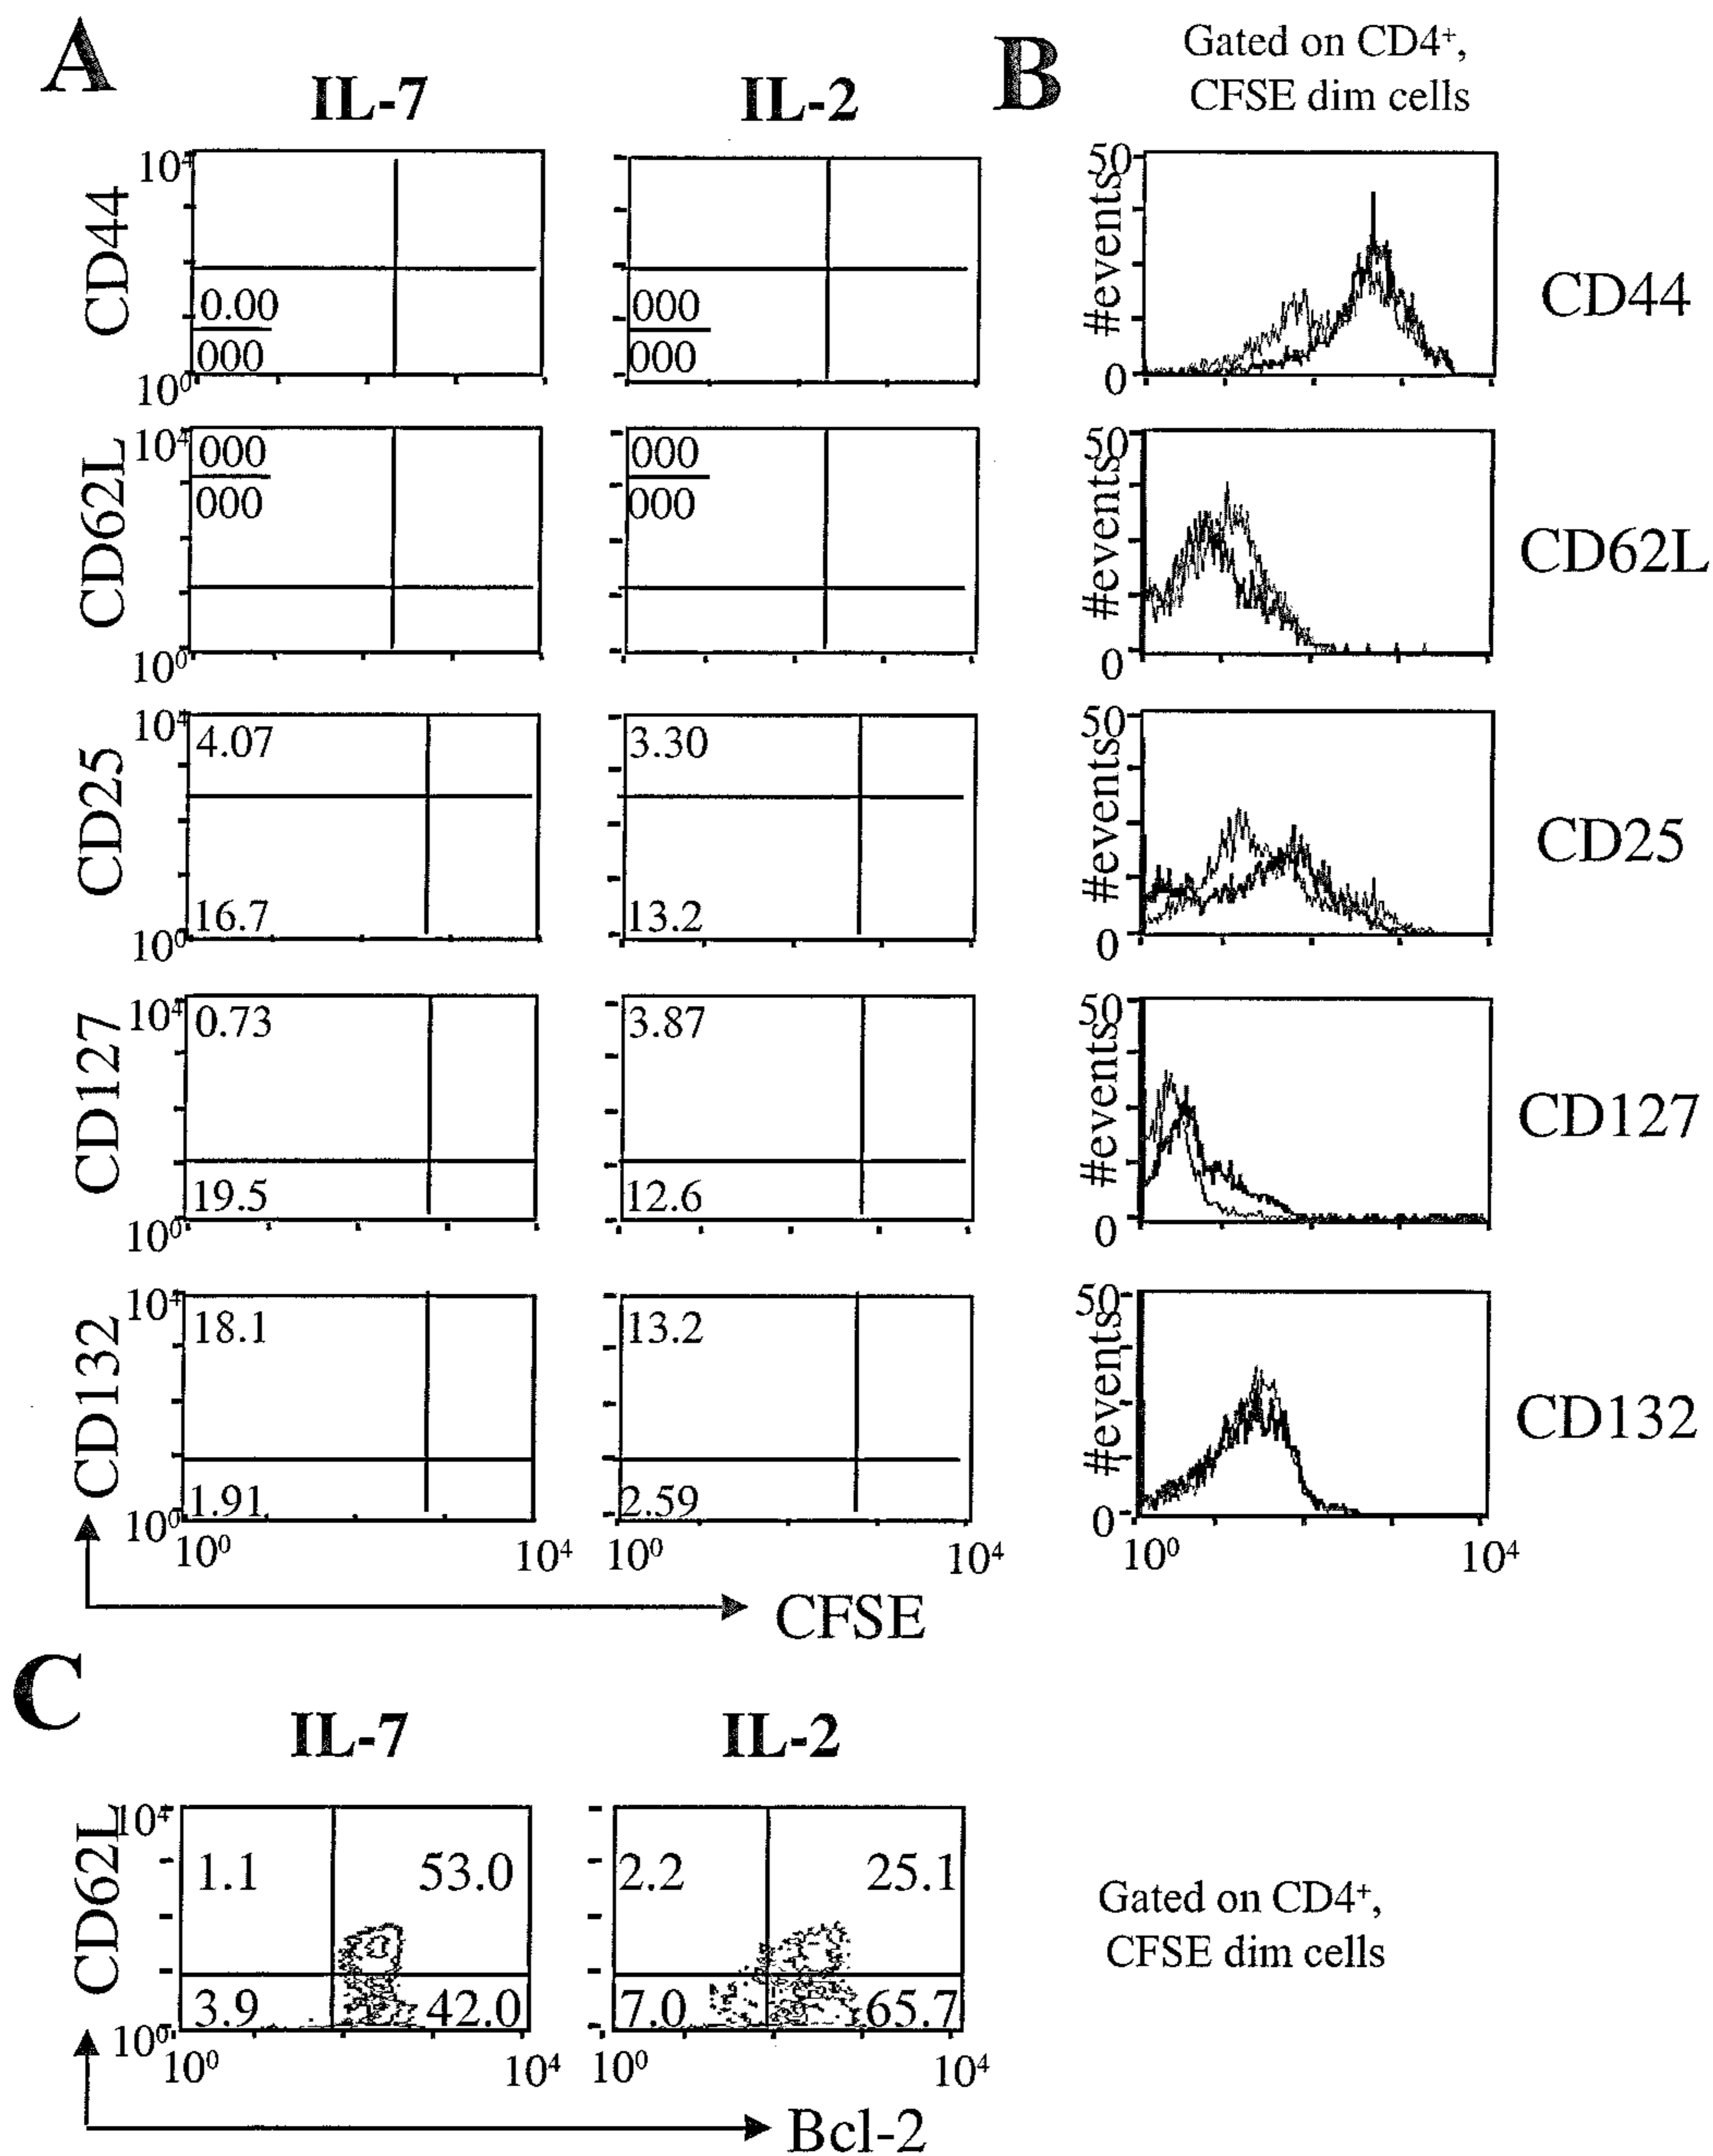 A
IL-7
IL-2
B
Gated on CD4⁺,
CFSE dim cells
CD44
10⁴
0.00
000
10⁰
000
000
#events
50
0
CD44
CD62L
10⁴
000
000
10⁰
000
000
#events
50
0
CD62L
CD25
10⁴
4.07
16.7
10⁰
3.30
13.2
#events
50
0
CD25
CD127
10⁴
0.73
19.5
10⁰
3.87
12.6
#events
50
0
CD127
CD132
10⁴
18.1
1.91
10⁰
13.2
2.59
#events
50
0
CD132
10⁰
10⁴
10⁰
10⁴
10⁰
10⁴
CFSE
C
IL-7
IL-2
CD62L
10⁴
1.1
53.0
3.9
42.0
10⁰
2.2
25.1
7.0
65.7
Gated on CD4⁺,
CFSE dim cells
10⁰
10⁴
10⁰
10⁴
Bcl-2